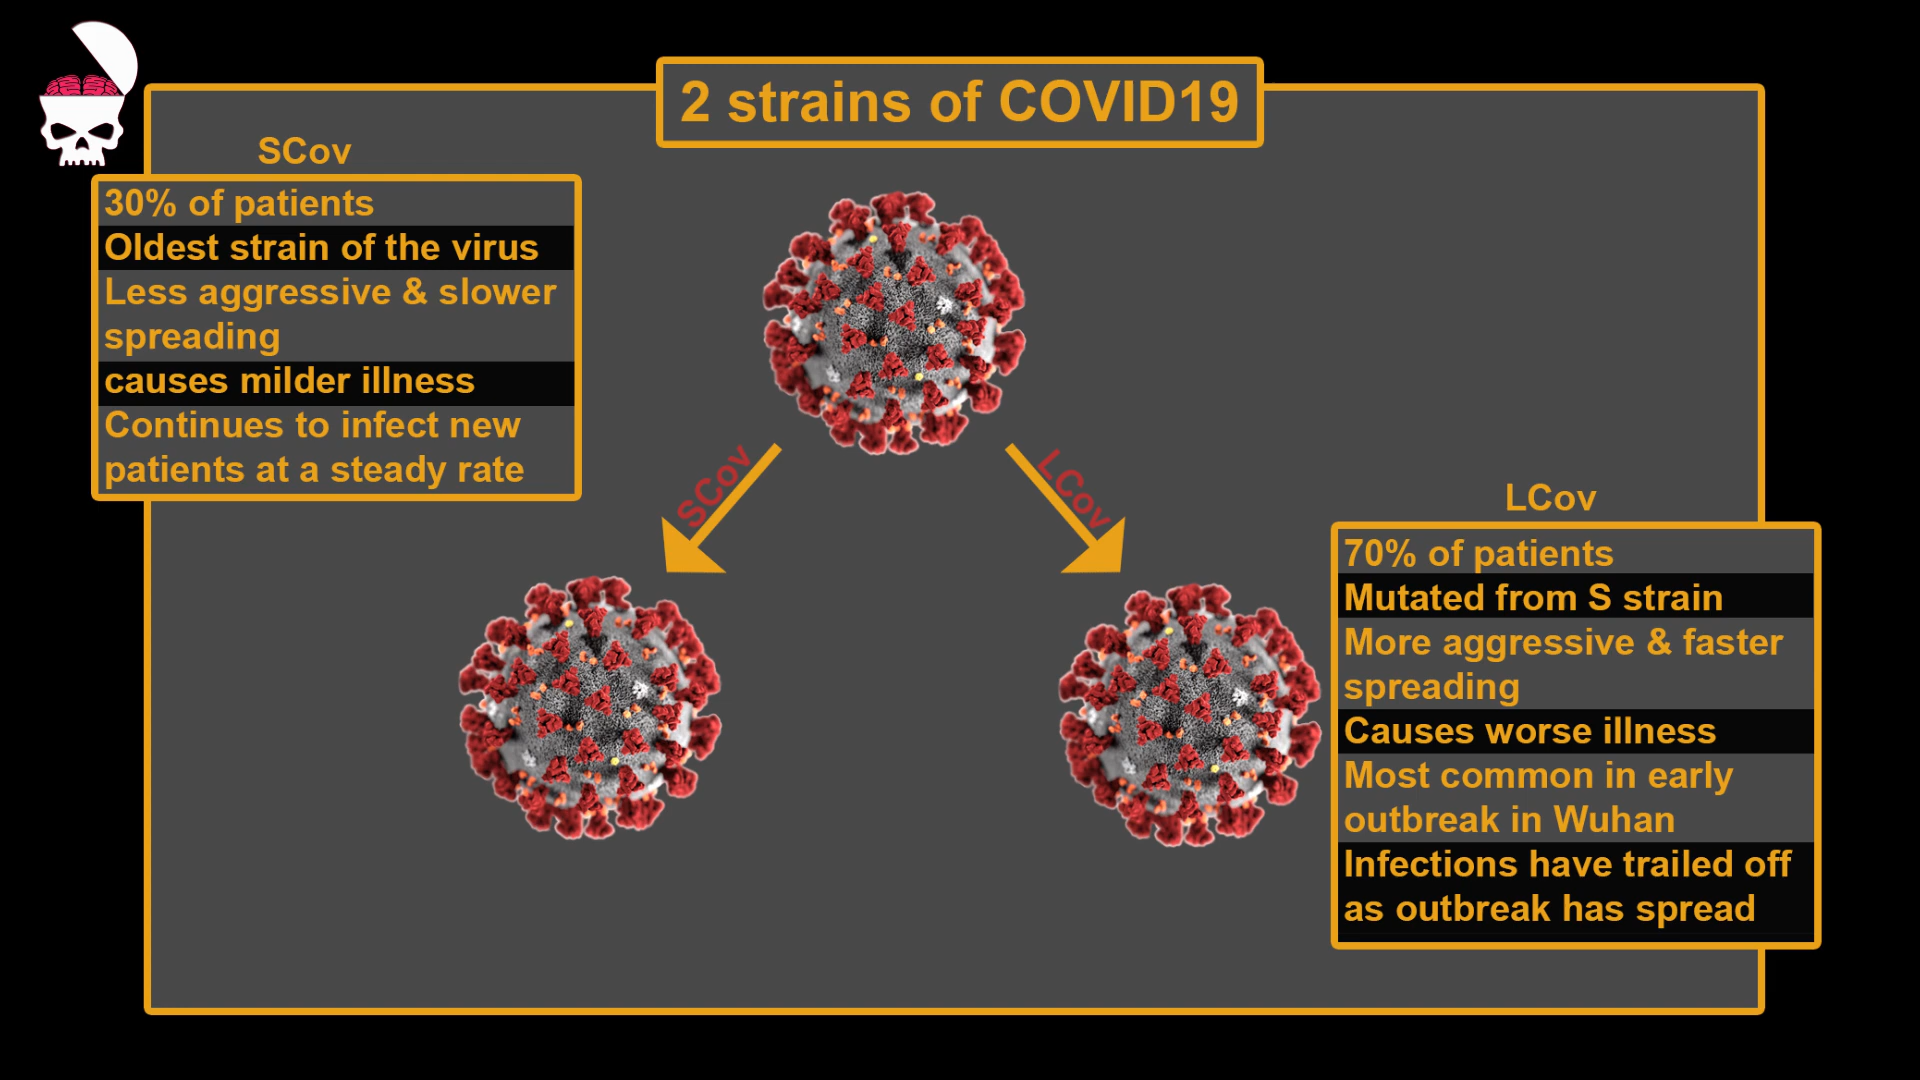 2 strains of COVID19
SCov
30% of patients
Oldest strain of the virus
Less aggressive & slower
spreading
causes milder illness
Continues to infect new
patients at a steady rate
SCov
LCov
LCov
70% of patients
Mutated from S strain
More aggressive & faster
spreading
Causes worse illness
Most common in early
outbreak in Wuhan
Infections have trailed off
as outbreak has spread